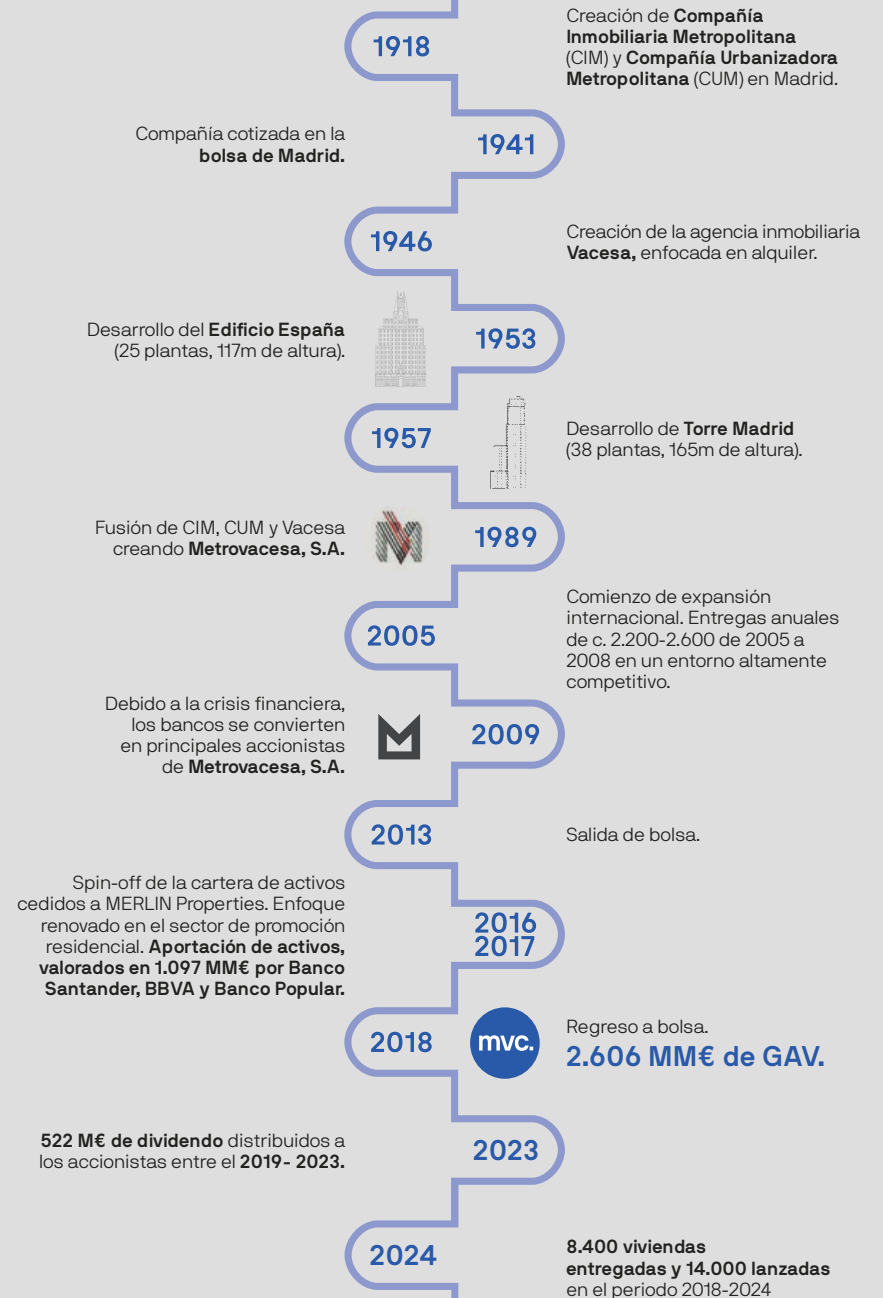 1918
Creación de Compañía
Inmobiliaria Metropolitana
(CIM) y Compañía Urbanizadora
Metropolitana (CUM) en Madrid.
Compañía cotizada en la
bolsa de Madrid.
1941
1946
Creación de la agencia inmobiliaria
Vacesa, enfocada en alquiler.
Desarrollo del Edificio España
(25 plantas, 117m de altura).
1953
1957
Desarrollo de Torre Madrid
(38 plantas, 165m de altura).
Fusión de CIM, CUM y Vacesa
creando Metrovacesa, S.A.
1989
2005
Comienzo de expansión
internacional. Entregas anuales
de c. 2.200-2.600 de 2005 a
2008 en un entorno altamente
competitivo.
Debido a la crisis financiera,
los bancos se convierten
en principales accionistas
de Metrovacesa, S.A.
2009
2013
Salida de bolsa.
Spin-off de la cartera de activos
cedidos a MERLIN Properties. Enfoque
renovado en el sector de promoción
residencial. Aportación de activos,
valorados en 1.097 MM€ por Banco
Santander, BBVA y Banco Popular.
2016
2017
2018
mvc.
Regreso a bolsa.
2.606 MM€ de GAV.
522 M€ de dividendo distribuidos a
los accionistas entre el 2019- 2023.
2023
2024
8.400 viviendas
entregadas y 14.000 lanzadas
en el periodo 2018-2024